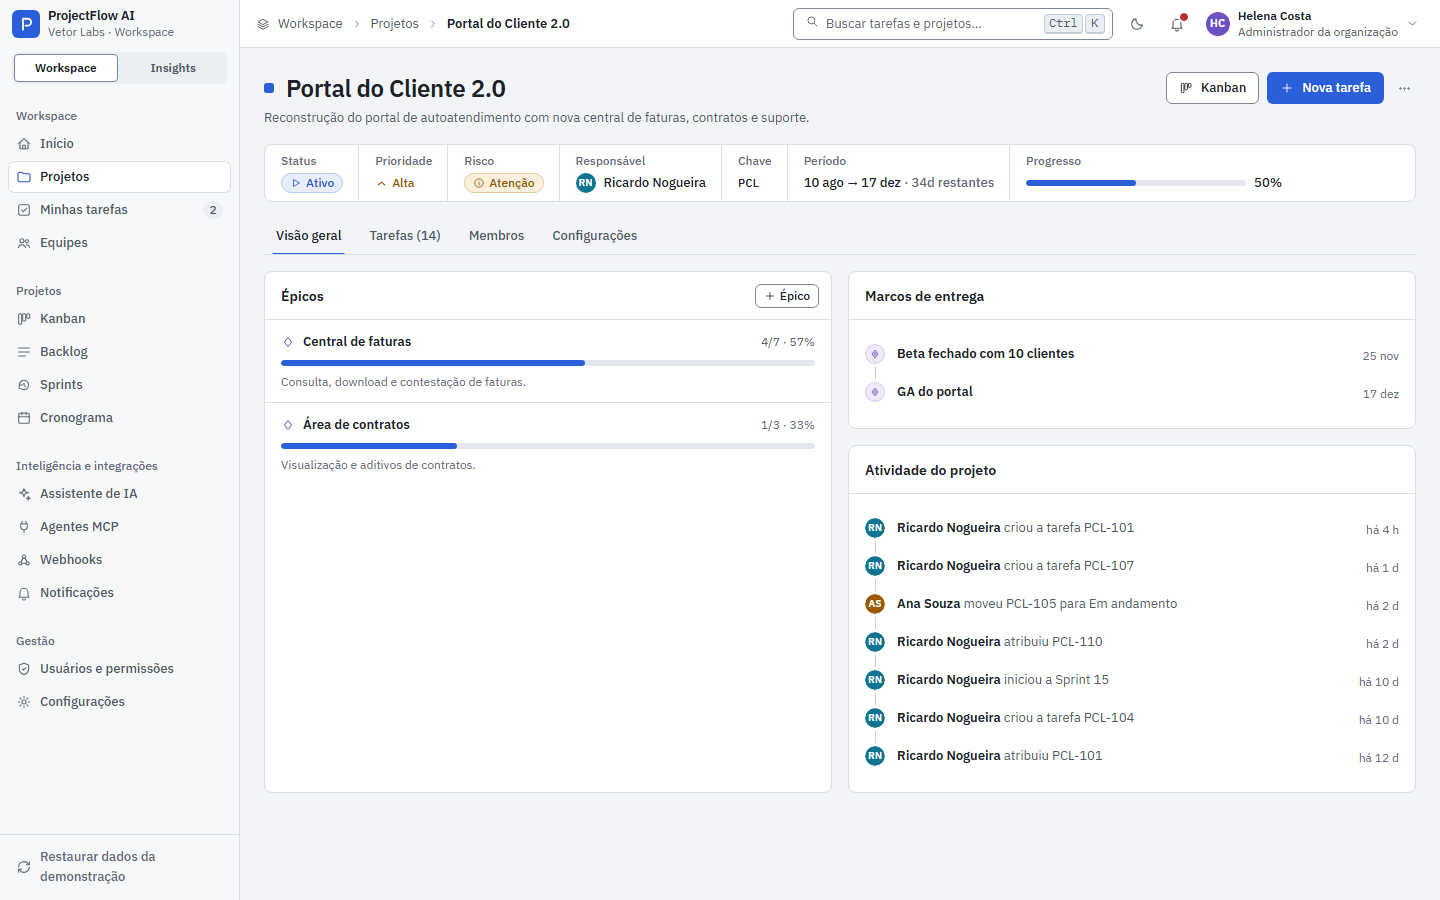 ProjectFlow AI
Vetor Labs · Workspace
Workspace
Insights
Workspace
Início
Projetos
Minhas tarefas
2
Equipes
Projetos
Kanban
Backlog
Sprints
Cronograma
Inteligência e integrações
Assistente de IA
Agentes MCP
Webhooks
Notificações
Gestão
Usuários e permissões
Configurações
Restaurar dados da
demonstração
Workspace
Projetos
Portal do Cliente 2.0
Buscar tarefas e projetos...
Ctrl
K
HC
Helena Costa
Administrador da organização
Portal do Cliente 2.0
Reconstrução do portal de autoatendimento com nova central de faturas, contratos e suporte.
Kanban
Nova tarefa
Status
Ativo
Prioridade
Alta
Risco
Atenção
Responsável
RN
Ricardo Nogueira
Chave
PCL
Período
10 ago → 17 dez · 34d restantes
Progresso
50%
Visão geral
Tarefas (14)
Membros
Configurações
Épicos
Épico
Central de faturas
4/7 · 57%
Consulta, download e contestação de faturas.
Área de contratos
1/3 · 33%
Visualização e aditivos de contratos.
Marcos de entrega
Beta fechado com 10 clientes
25 nov
GA do portal
17 dez
Atividade do projeto
RN
Ricardo Nogueira criou a tarefa PCL-101
há 4 h
RN
Ricardo Nogueira criou a tarefa PCL-107
há 1 d
AS
Ana Souza moveu PCL-105 para Em andamento
há 2 d
RN
Ricardo Nogueira atribuiu PCL-110
há 2 d
RN
Ricardo Nogueira iniciou a Sprint 15
há 10 d
RN
Ricardo Nogueira criou a tarefa PCL-104
há 10 d
RN
Ricardo Nogueira atribuiu PCL-101
há 12 d